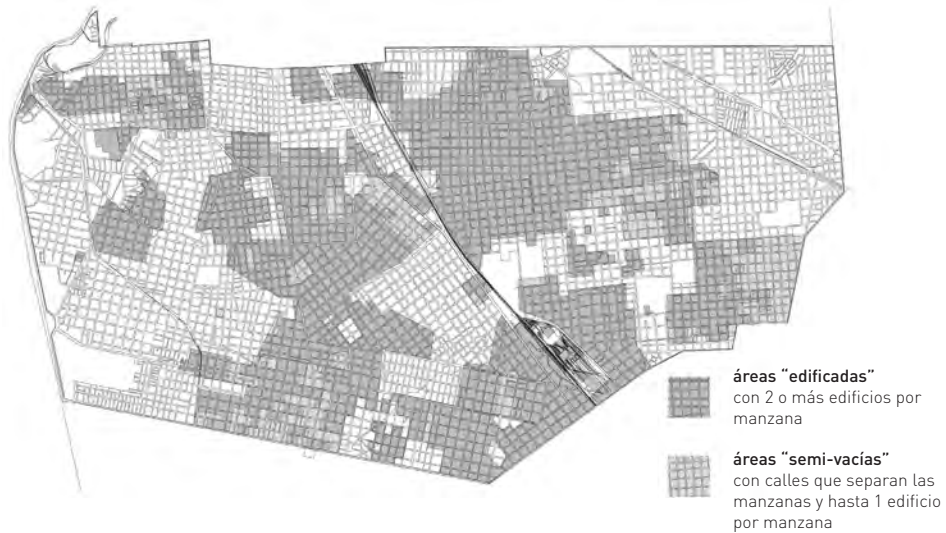 áreas “edificadas”
con 2 o más edificios por
manzana
áreas “semi-vacías”
con calles que separan las
manzanas y hasta 1 edificio
por manzana